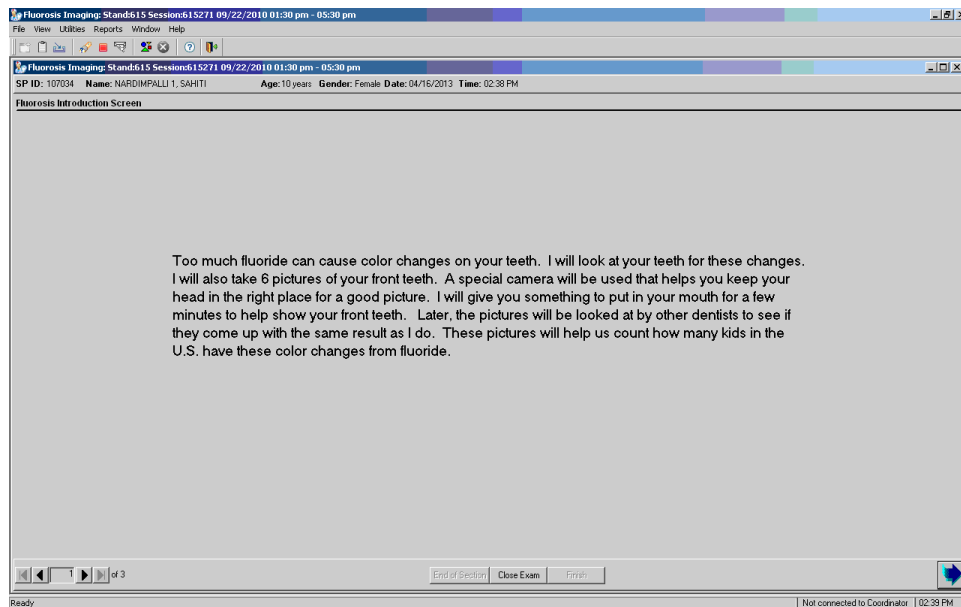 Fluorosis Imaging: Stand:615 Session:615271 09/22/2010 01:30 pm - 05:30 pm
File View Utilities Reports Window Help
Fluorosis Imaging: Stand:615 Session:615271 09/22/2010 01:30 pm - 05:30 pm
SP ID: 107034 Name: NARDIMPALLI 1, SAHITI Age: 10 years Gender: Female Date: 04/16/2013 Time: 02:38 PM
Fluorosis Introduction Screen
Too much fluoride can cause color changes on your teeth. I will look at your teeth for these changes.
I will also take 6 pictures of your front teeth. A special camera will be used that helps you keep your
head in the right place for a good picture. I will give you something to put in your mouth for a few
minutes to help show your front teeth. Later, the pictures will be looked at by other dentists to see if
they come up with the same result as I do. These pictures will help us count how many kids in the
U.S. have these color changes from fluoride.
1 of 3 End of Section Close Exam Finish
Ready Not connected to Coordinator 02:39 PM